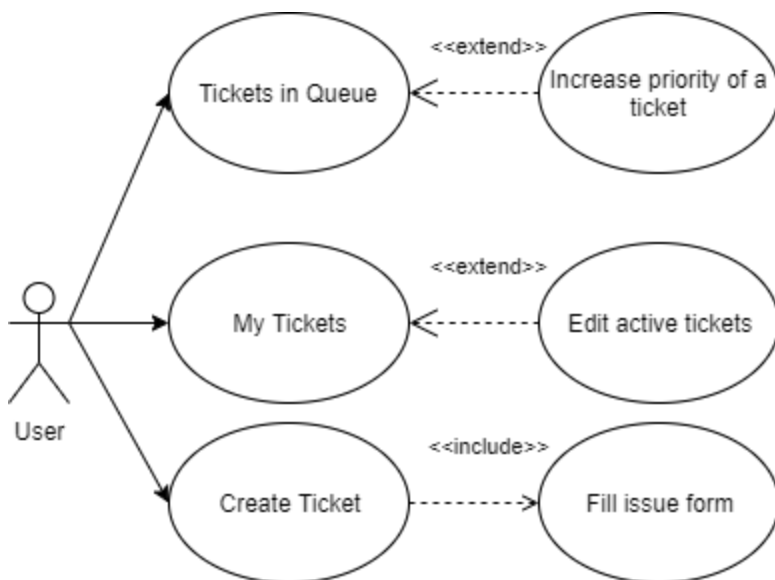 Tickets in Queue
<<extend>>
Increase priority of a
ticket
My Tickets
<<extend>>
Edit active tickets
User
Create Ticket
<<include>>
Fill issue form